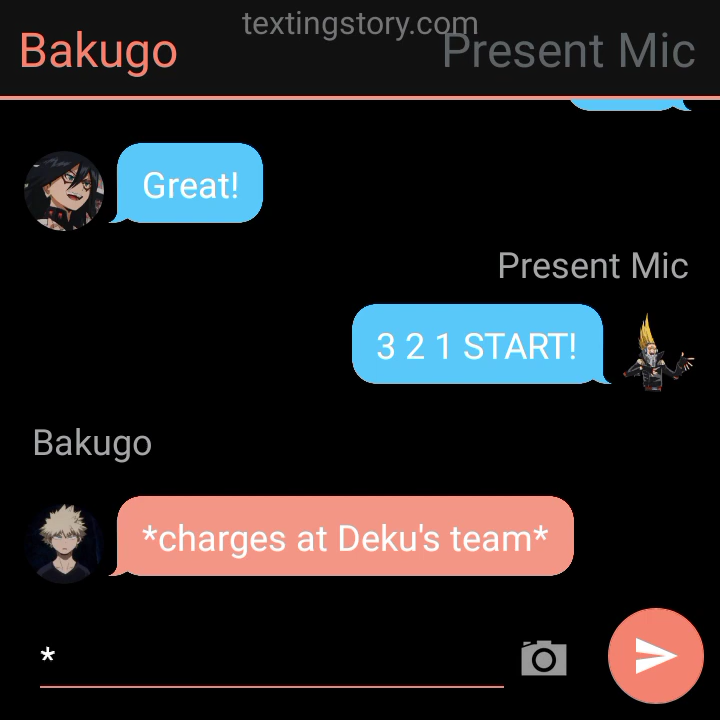 textingstory.com
Bakugo
Present Mic
Great!
Present Mic
3 2 1 START!
Bakugo
*charges at Deku's team*
*